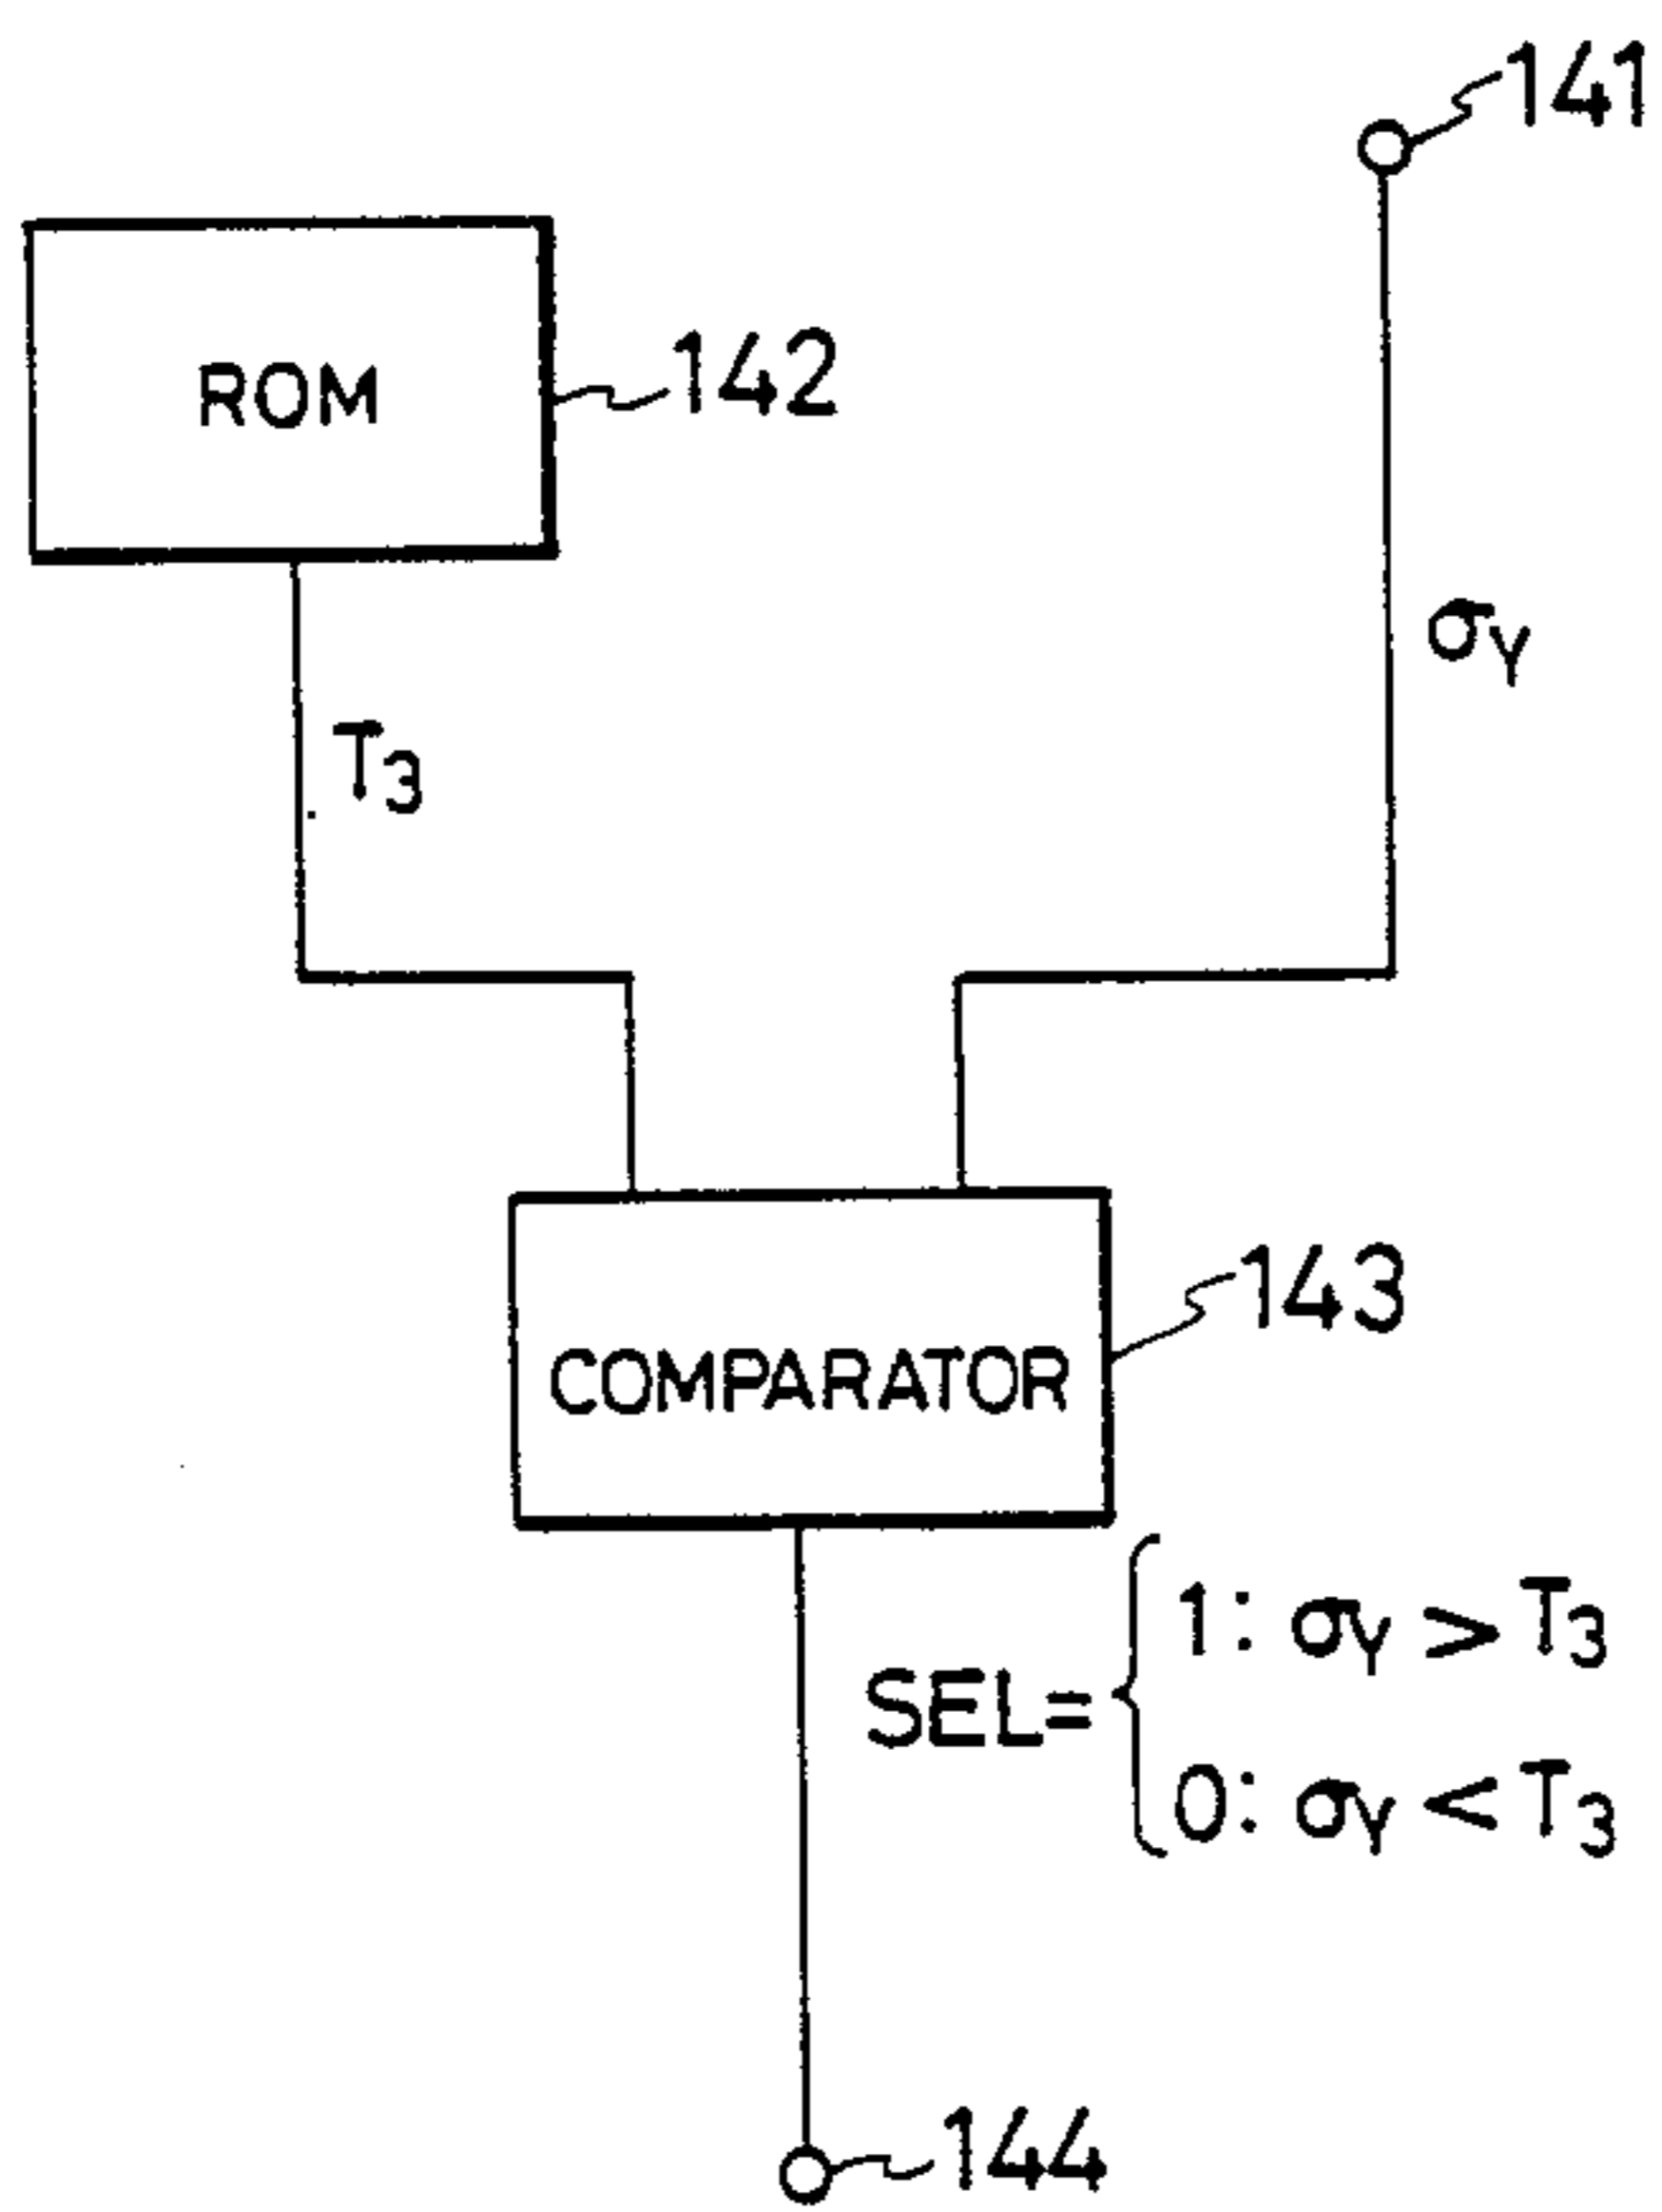 141
ROM
142
σY
T3
COMPARATOR
143
SEL=
1: σY > T3
0: σY < T3
144